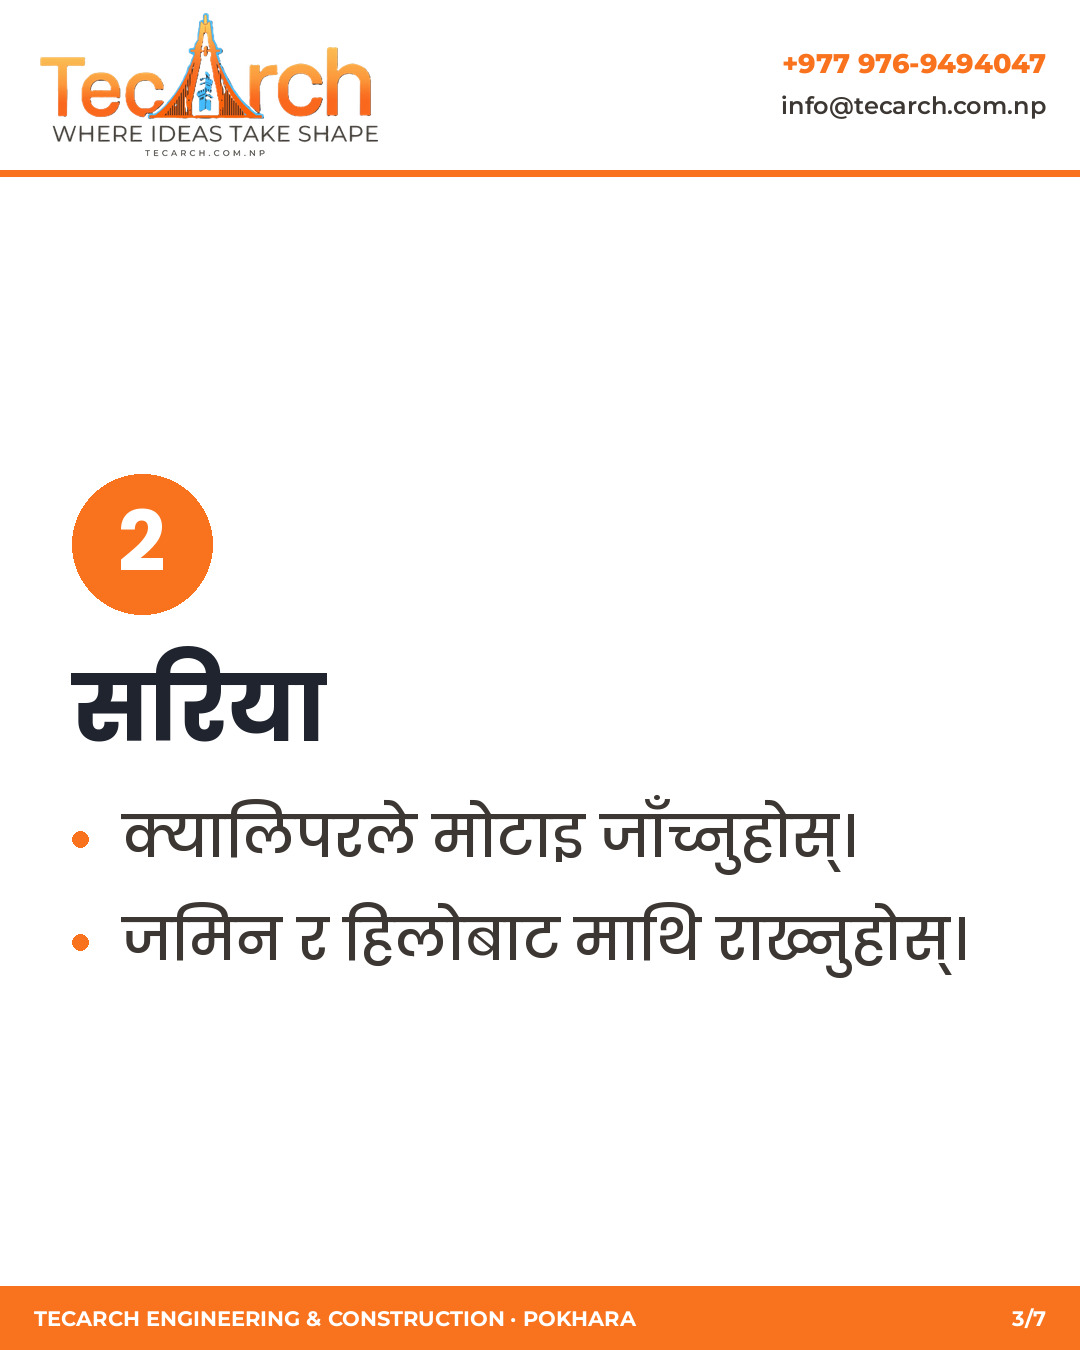 TecArch
WHERE IDEAS TAKE SHAPE
TECARCH.COM.NP
+977 976-9494047
info@tecarch.com.np
2
सरिया
• क्यालिपरले मोटाइ जाँच्नुहोस्।
• जमिन र हिलोबाट माथि राख्नुहोस्।
TECARCH ENGINEERING & CONSTRUCTION · POKHARA
3/7